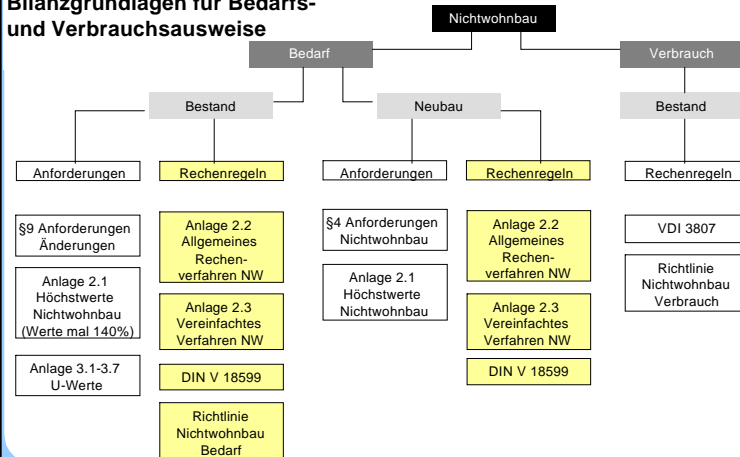 Bilanzgrundlagen für Bedarfs-
und Verbrauchsausweise
Nichtwohnbau
Bedarf
Verbrauch
Bestand
Neubau
Bestand
Anforderungen
Rechenregeln
Anforderungen
Rechenregeln
Rechenregeln
§9 Anforderungen
Änderungen
Anlage 2.1
Höchstwerte
Nichtwohnbau
(Werte mal 140%)
Anlage 3.1-3.7
U-Werte
Anlage 2.2
Allgemeines
Rechen-
verfahren NW
Anlage 2.3
Vereinfachtes
Verfahren NW
DIN V 18599
Richtlinie
Nichtwohnbau
Bedarf
§4 Anforderungen
Nichtwohnbau
Anlage 2.1
Höchstwerte
Nichtwohnbau
Anlage 2.2
Allgemeines
Rechen-
verfahren NW
Anlage 2.3
Vereinfachtes
Verfahren NW
DIN V 18599
VDI 3807
Richtlinie
Nichtwohnbau
Verbrauch